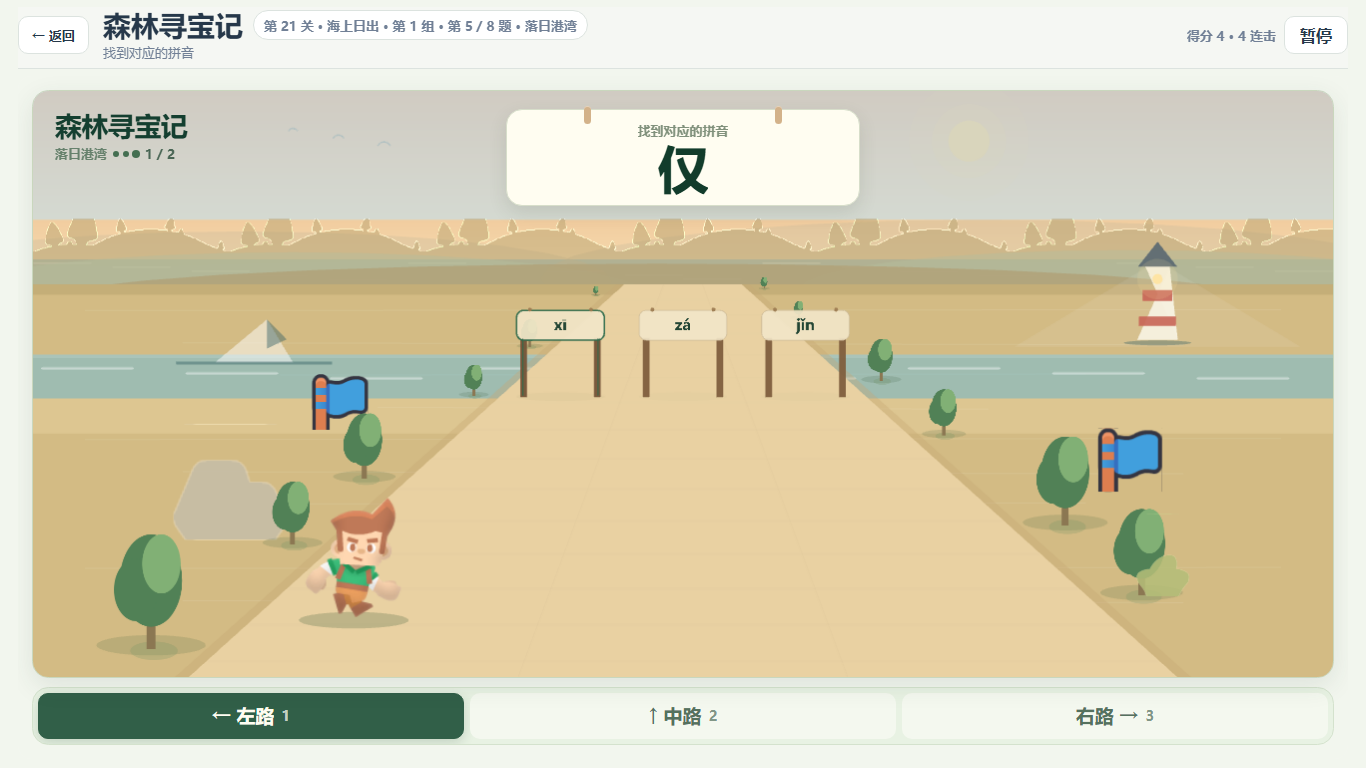 ← 返回
森林寻宝记
第 21 关 • 海上日出 • 第 1 组 • 第 5 / 8 题 • 落日港湾
找到对应的拼音
得分 4 • 4 连击
暂停
森林寻宝记
落日港湾 ●●● 1 / 2
找到对应的拼音
仅
xī
zá
jǐn
← 左路 1
↑ 中路 2
右路 → 3